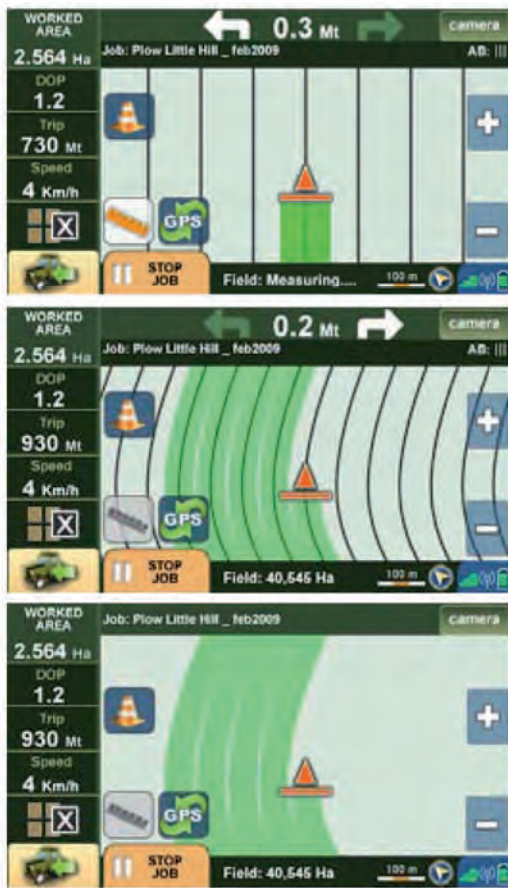 WORKED
AREA
0.3 Mt
camera
2.564 Ha
Job: Plow Little Hill _ feb2009
AB: |||
DOP
1.2
Trip
730 Mt
Speed
4 Km/h
X
GPS
STOP
JOB
Field: Measuring....
100 m
WORKED
AREA
0.2 Mt
camera
2.564 Ha
Job: Plow Little Hill _ feb2009
AB: |||
DOP
1.2
Trip
930 Mt
Speed
4 Km/h
X
GPS
STOP
JOB
Field: 40,545 Ha
100 m
WORKED
AREA
Job: Plow Little Hill _ feb2009
camera
2.564 Ha
DOP
1.2
Trip
930 Mt
Speed
4 Km/h
X
GPS
STOP
JOB
Field: 40,545 Ha
100 m